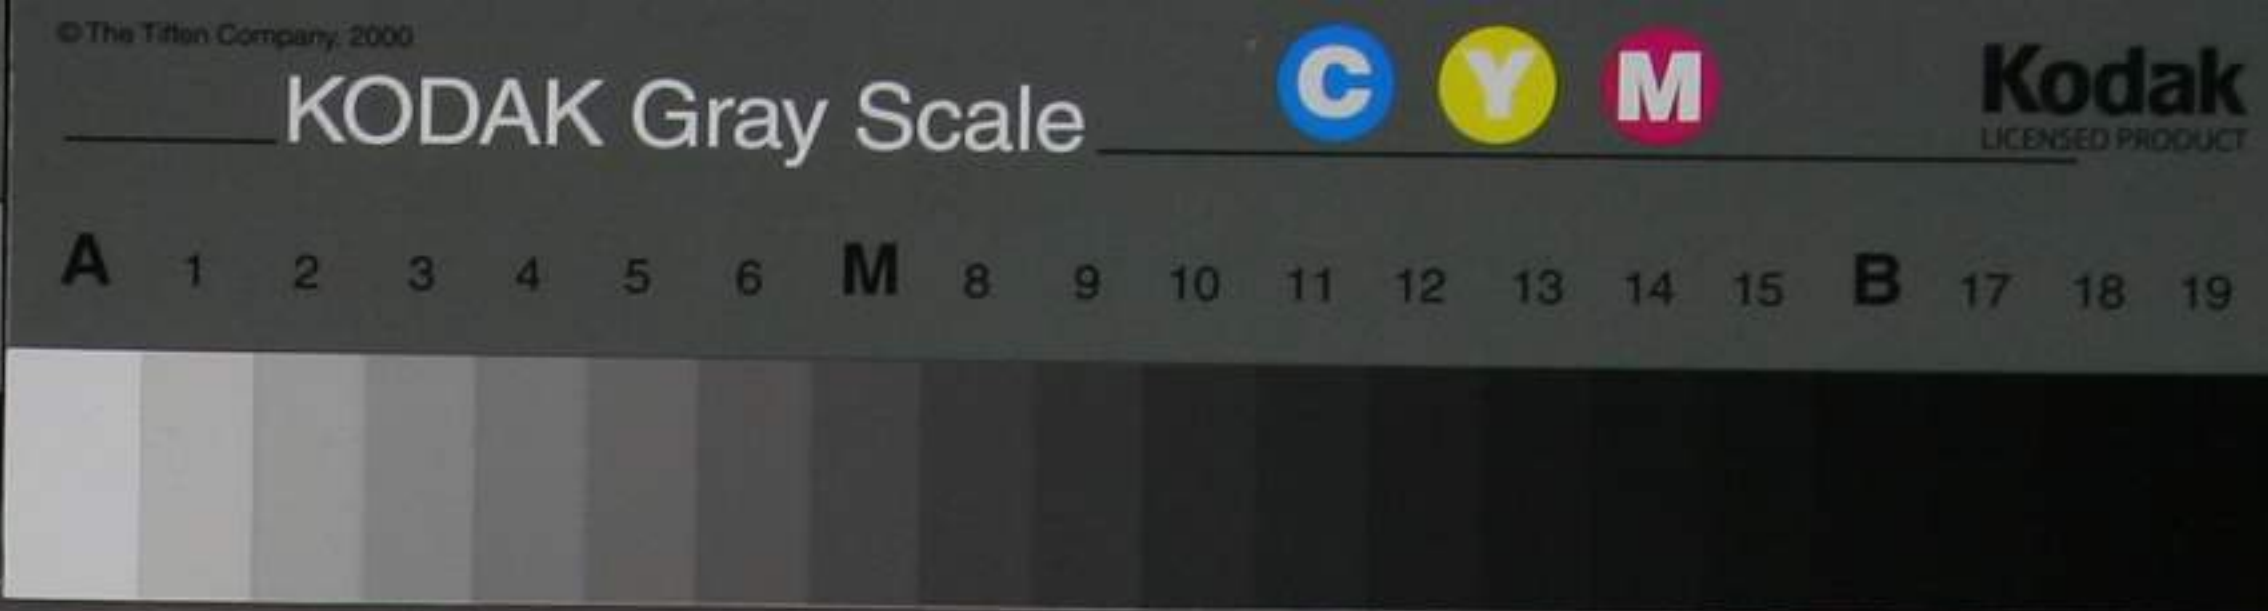 © The Tiffen Company, 2000
KODAK Gray Scale
C Y M
Kodak
LICENSED PRODUCT
A 1 2 3 4 5 6 M 8 9 10 11 12 13 14 15 B 17 18 19